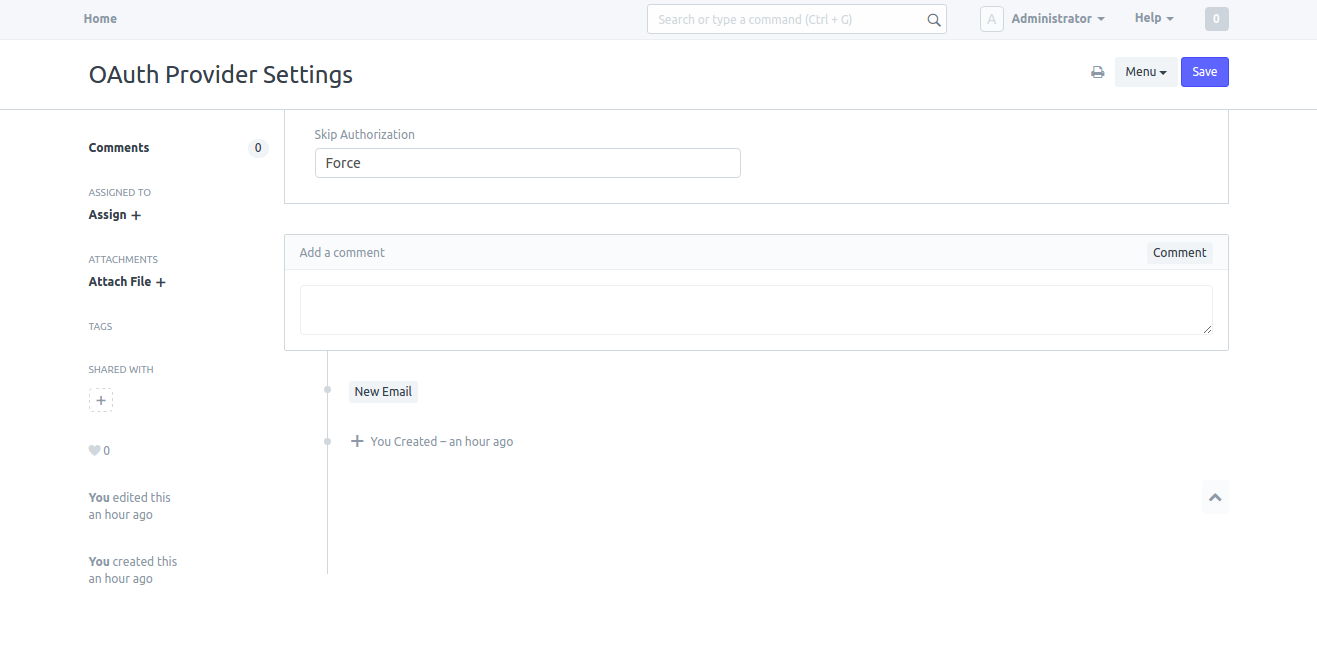 Home
Search or type a command (Ctrl + G)
A
Administrator
Help
0
OAuth Provider Settings
Menu
Save
Comments
0
ASSIGNED TO
Assign +
ATTACHMENTS
Attach File +
TAGS
SHARED WITH
+
0
You edited this
an hour ago
You created this
an hour ago
Skip Authorization
Force
Add a comment
Comment
New Email
+ You Created – an hour ago